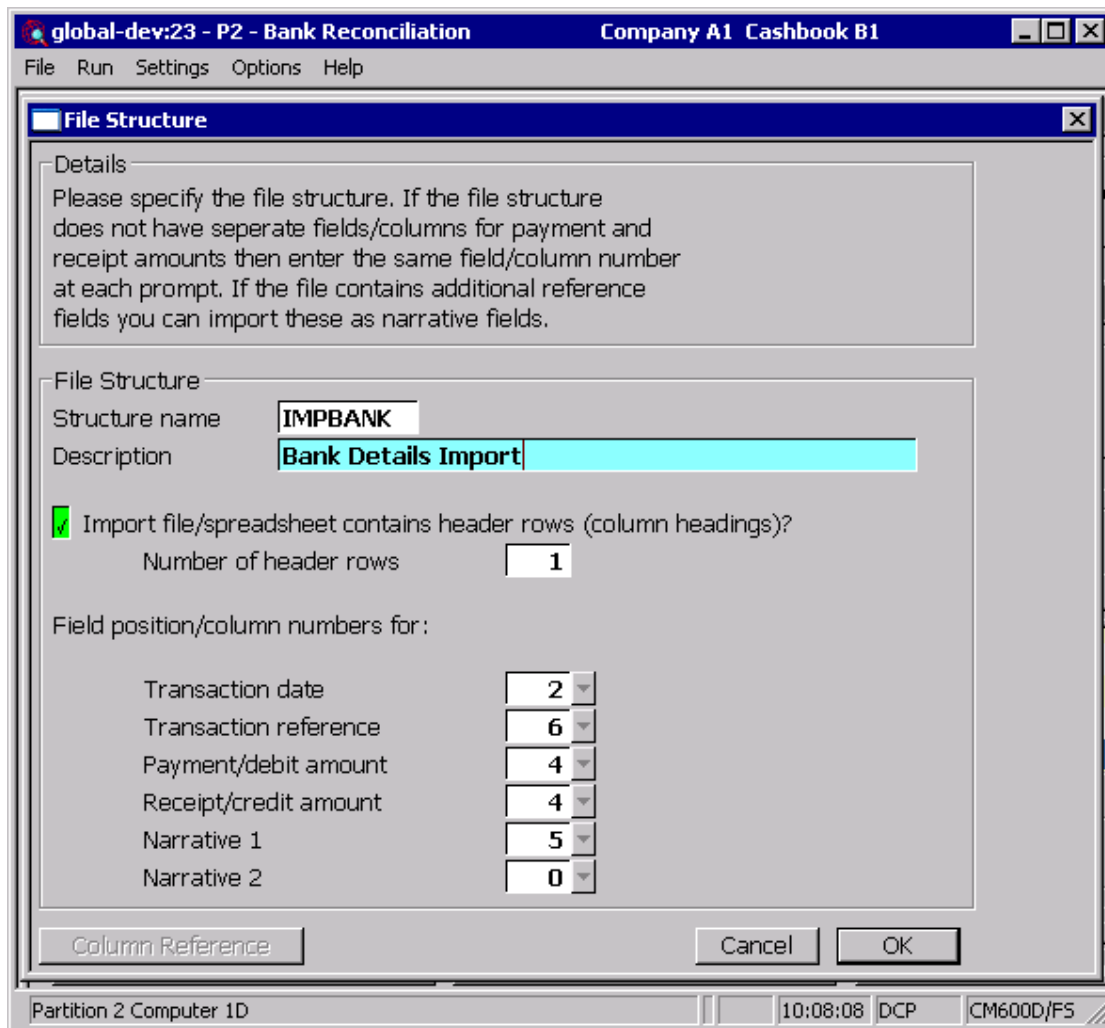 global-dev:23 - P2 - Bank Reconciliation Company A1 Cashbook B1
File Run Settings Options Help
File Structure
Details
Please specify the file structure. If the file structure
does not have seperate fields/columns for payment and
receipt amounts then enter the same field/column number
at each prompt. If the file contains additional reference
fields you can import these as narrative fields.
File Structure
Structure name IMPBANK
Description Bank Details Import
Import file/spreadsheet contains header rows (column headings)?
Number of header rows 1
Field position/column numbers for:
Transaction date 2
Transaction reference 6
Payment/debit amount 4
Receipt/credit amount 4
Narrative 1 5
Narrative 2 0
Column Reference Cancel OK
Partition 2 Computer 1D 10:08:08 DCP CM600D/FS